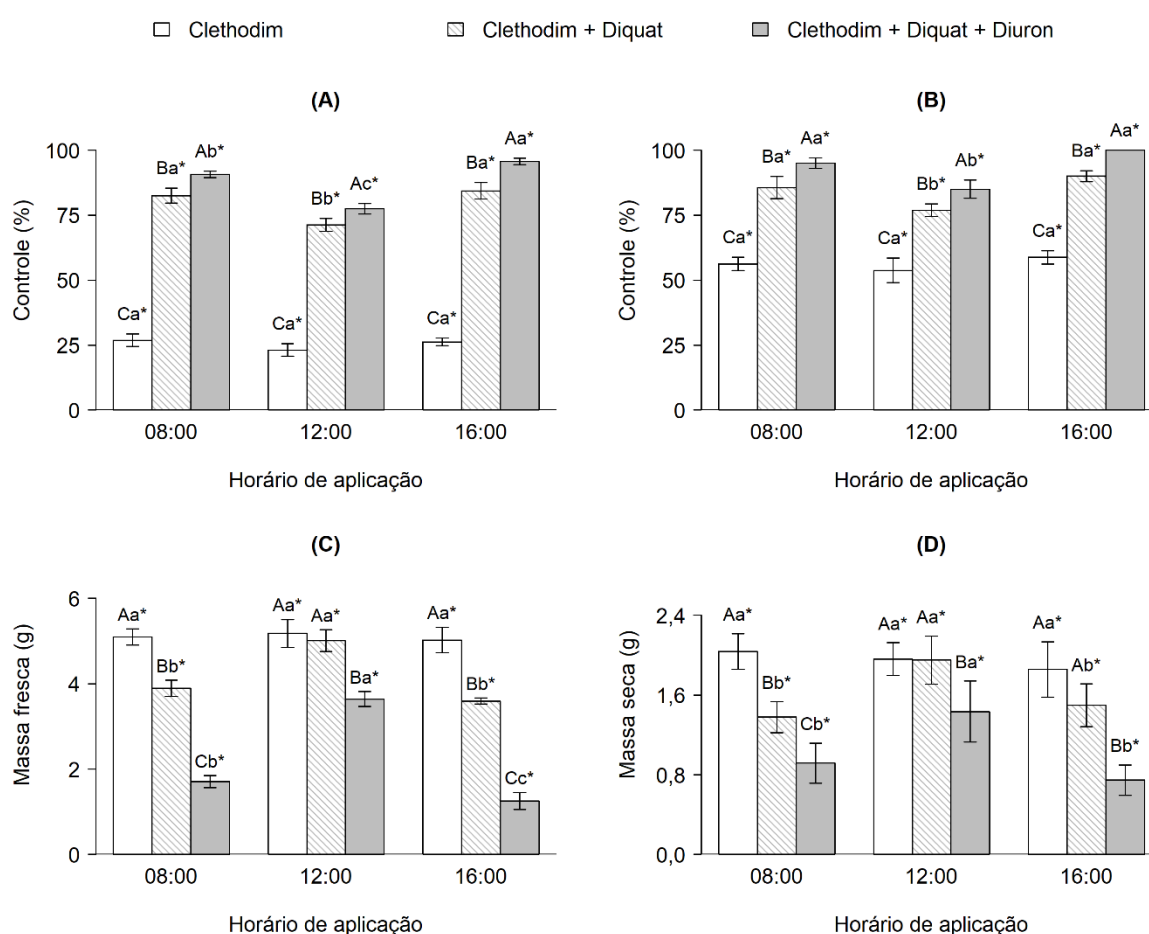 Clethodim Clethodim + Diquat Clethodim + Diquat + Diuron
(A)
Controle (%)
100
75
50
25
0
Ca* Ba* Ab*
Ca* Bb* Ac*
Ca* Ba* Aa*
08:00 12:00 16:00
Horário de aplicação
(B)
Controle (%)
100
75
50
25
0
Ca* Ba* Aa*
Ca* Bb* Ab*
Ca* Ba* Aa*
08:00 12:00 16:00
Horário de aplicação
(C)
Massa fresca (g)
6
4
2
0
Aa* Bb* Cb*
Aa* Aa* Ba*
Aa* Bb* Cc*
08:00 12:00 16:00
Horário de aplicação
(D)
Massa seca (g)
2,4
1,6
0,8
0,0
Aa* Bb* Cb*
Aa* Aa* Ba*
Aa* Ab* Bb*
08:00 12:00 16:00
Horário de aplicação